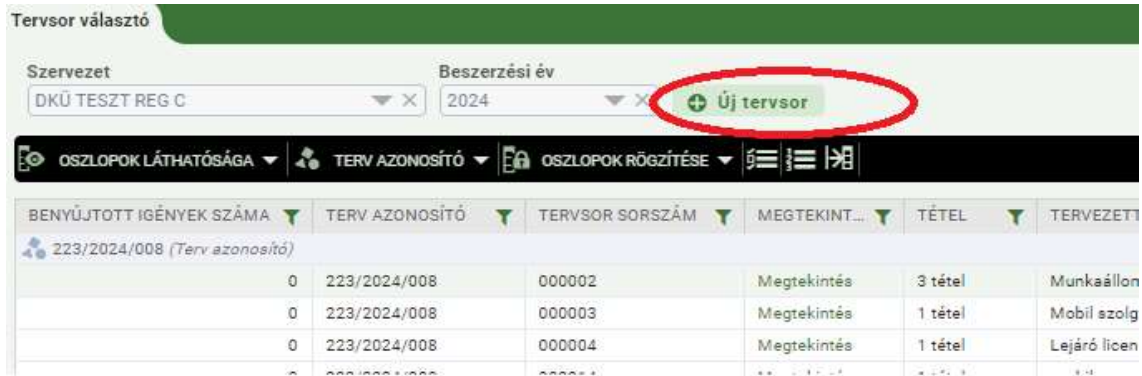 Tervsor választó
Szervezet Beszerzési év
DKÜ TESZT REG C 2024 Új tervsor
OSZLOPOK LÁTHATÓSÁGA TERV AZONOSÍTÓ OSZLOPOK RÖGZÍTÉSE
BENYÚJTOTT IGÉNYEK SZÁMA TERV AZONOSÍTÓ TERVSOR SORSZÁM MEGTEKINT... TÉTEL TERVEZETT
223/2024/008 (Terv azonosító)
0 223/2024/008 000002 Megtekintés 3 tétel Munkaállom
0 223/2024/008 000003 Megtekintés 1 tétel Mobil szolg
0 223/2024/008 000004 Megtekintés 1 tétel Lejáró licen